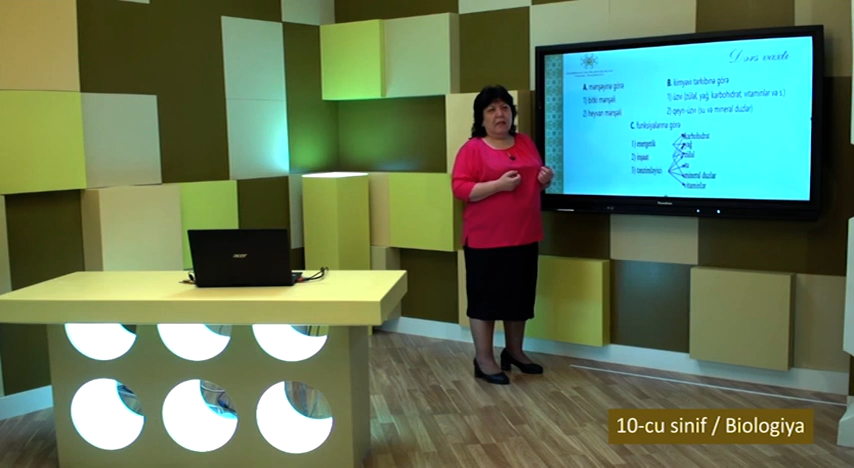 Dərs vaxtı
A. mənşəyinə görə
1) bitki mənşəli
2) heyvan mənşəli
B. kimyəvi tərkibinə görə
1) üzvi (zülal, yağ, karbohidrat, vitaminlər və s.)
2) qeyri-üzvi (su və mineral duzlar)
C. funksiyalarına görə
1) energetik
2) inşaat
3) tənzimləyici
karbohidrat
yağ
zülal
su
mineral duzlar
vitaminlər
acer
10-cu sinif / Biologiya